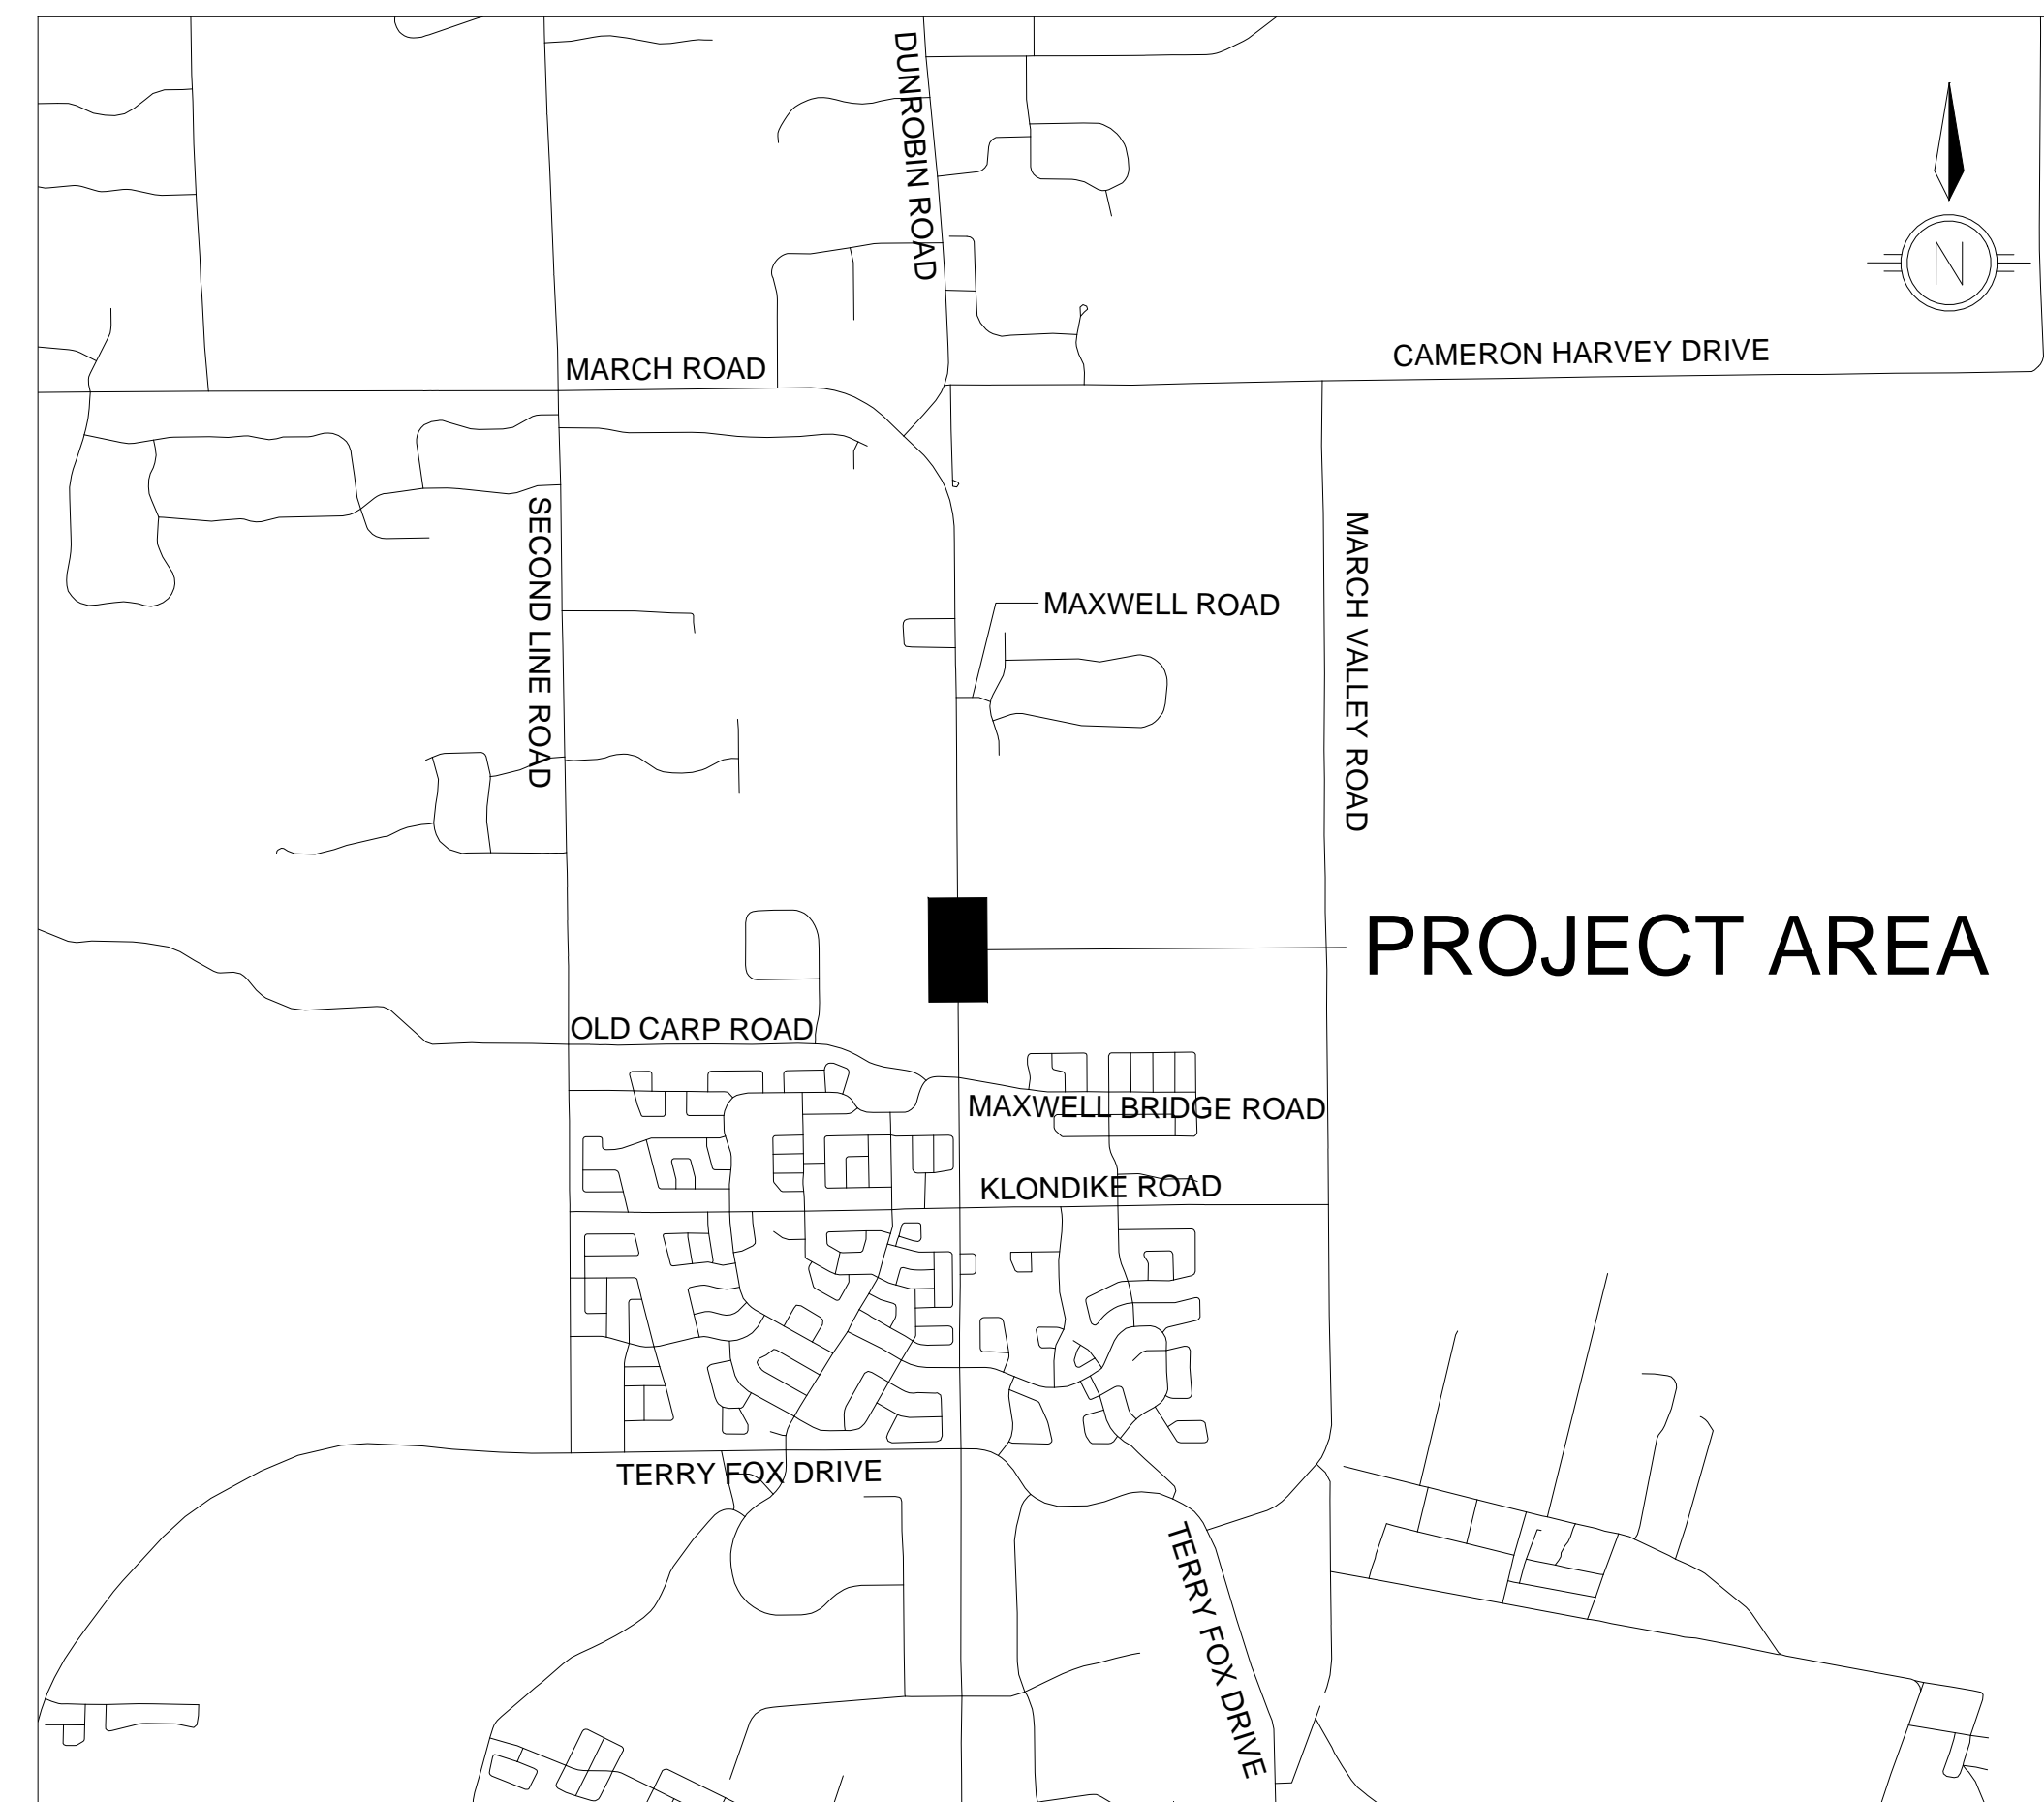 DUNROBIN ROAD
N
CAMERON HARVEY DRIVE
MARCH ROAD
SECOND LINE ROAD
MARCH VALLEY ROAD
MAXWELL ROAD
PROJECT AREA
OLD CARP ROAD
MAXWELL BRIDGE ROAD
KLONDIKE ROAD
TERRY FOX DRIVE
TERRY FOX DRIVE